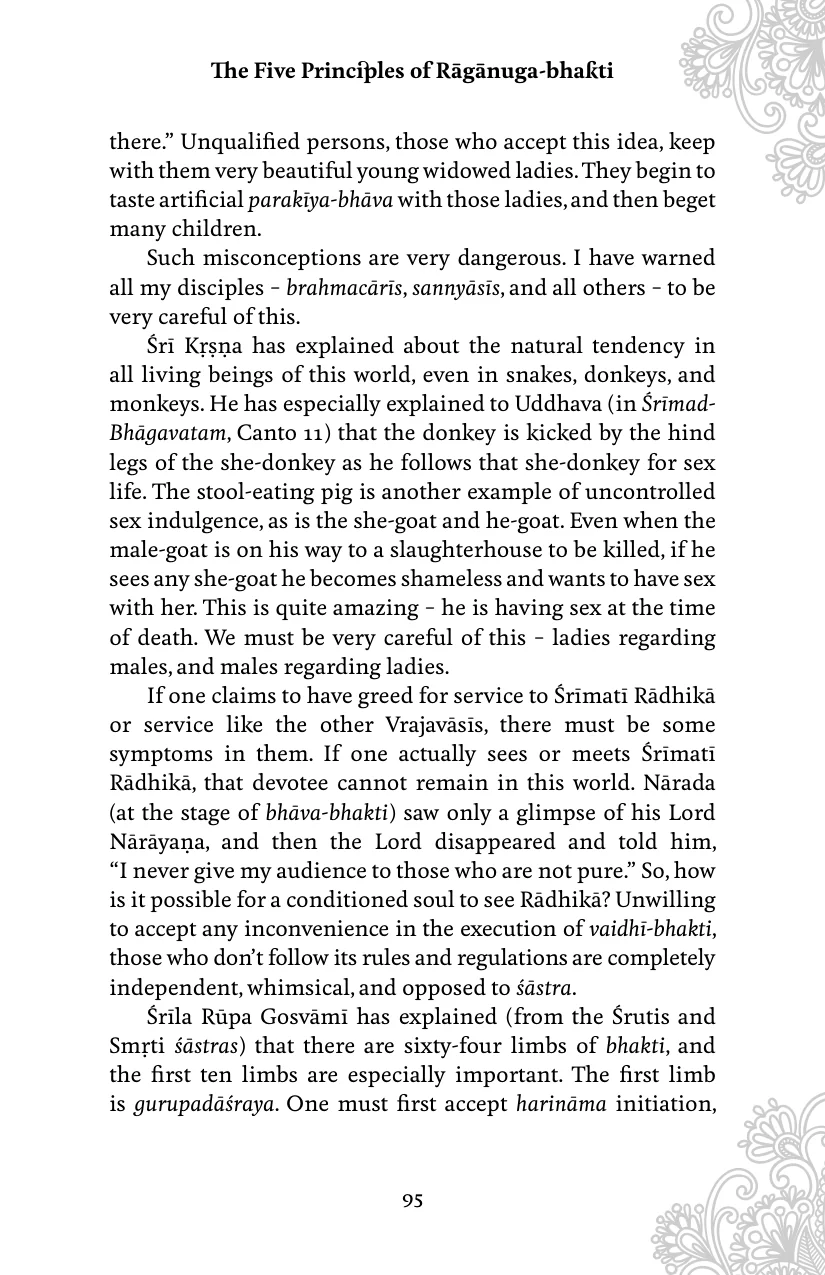 The Five Principles of Rāgānuga-bhakti
there.” Unqualified persons, those who accept this idea, keep
with them very beautiful young widowed ladies. They begin to
taste artificial parakīya-bhāva with those ladies, and then beget
many children.
Such misconceptions are very dangerous. I have warned
all my disciples – brahmacārīs, sannyāsīs, and all others – to be
very careful of this.
Śrī Kṛṣṇa has explained about the natural tendency in
all living beings of this world, even in snakes, donkeys, and
monkeys. He has especially explained to Uddhava (in Śrīmad-
Bhāgavatam, Canto 11) that the donkey is kicked by the hind
legs of the she-donkey as he follows that she-donkey for sex
life. The stool-eating pig is another example of uncontrolled
sex indulgence, as is the she-goat and he-goat. Even when the
male-goat is on his way to a slaughterhouse to be killed, if he
sees any she-goat he becomes shameless and wants to have sex
with her. This is quite amazing – he is having sex at the time
of death. We must be very careful of this – ladies regarding
males, and males regarding ladies.
If one claims to have greed for service to Śrīmatī Rādhikā
or service like the other Vrajavāsīs, there must be some
symptoms in them. If one actually sees or meets Śrīmatī
Rādhikā, that devotee cannot remain in this world. Nārada
(at the stage of bhāva-bhakti) saw only a glimpse of his Lord
Nārāyaṇa, and then the Lord disappeared and told him,
“I never give my audience to those who are not pure.” So, how
is it possible for a conditioned soul to see Rādhikā? Unwilling
to accept any inconvenience in the execution of vaidhī-bhakti,
those who don’t follow its rules and regulations are completely
independent, whimsical, and opposed to śāstra.
Śrīla Rūpa Gosvāmī has explained (from the Śrutis and
Smṛti śāstras) that there are sixty-four limbs of bhakti, and
the first ten limbs are especially important. The first limb
is gurupadāśraya. One must first accept harināma initiation,
95